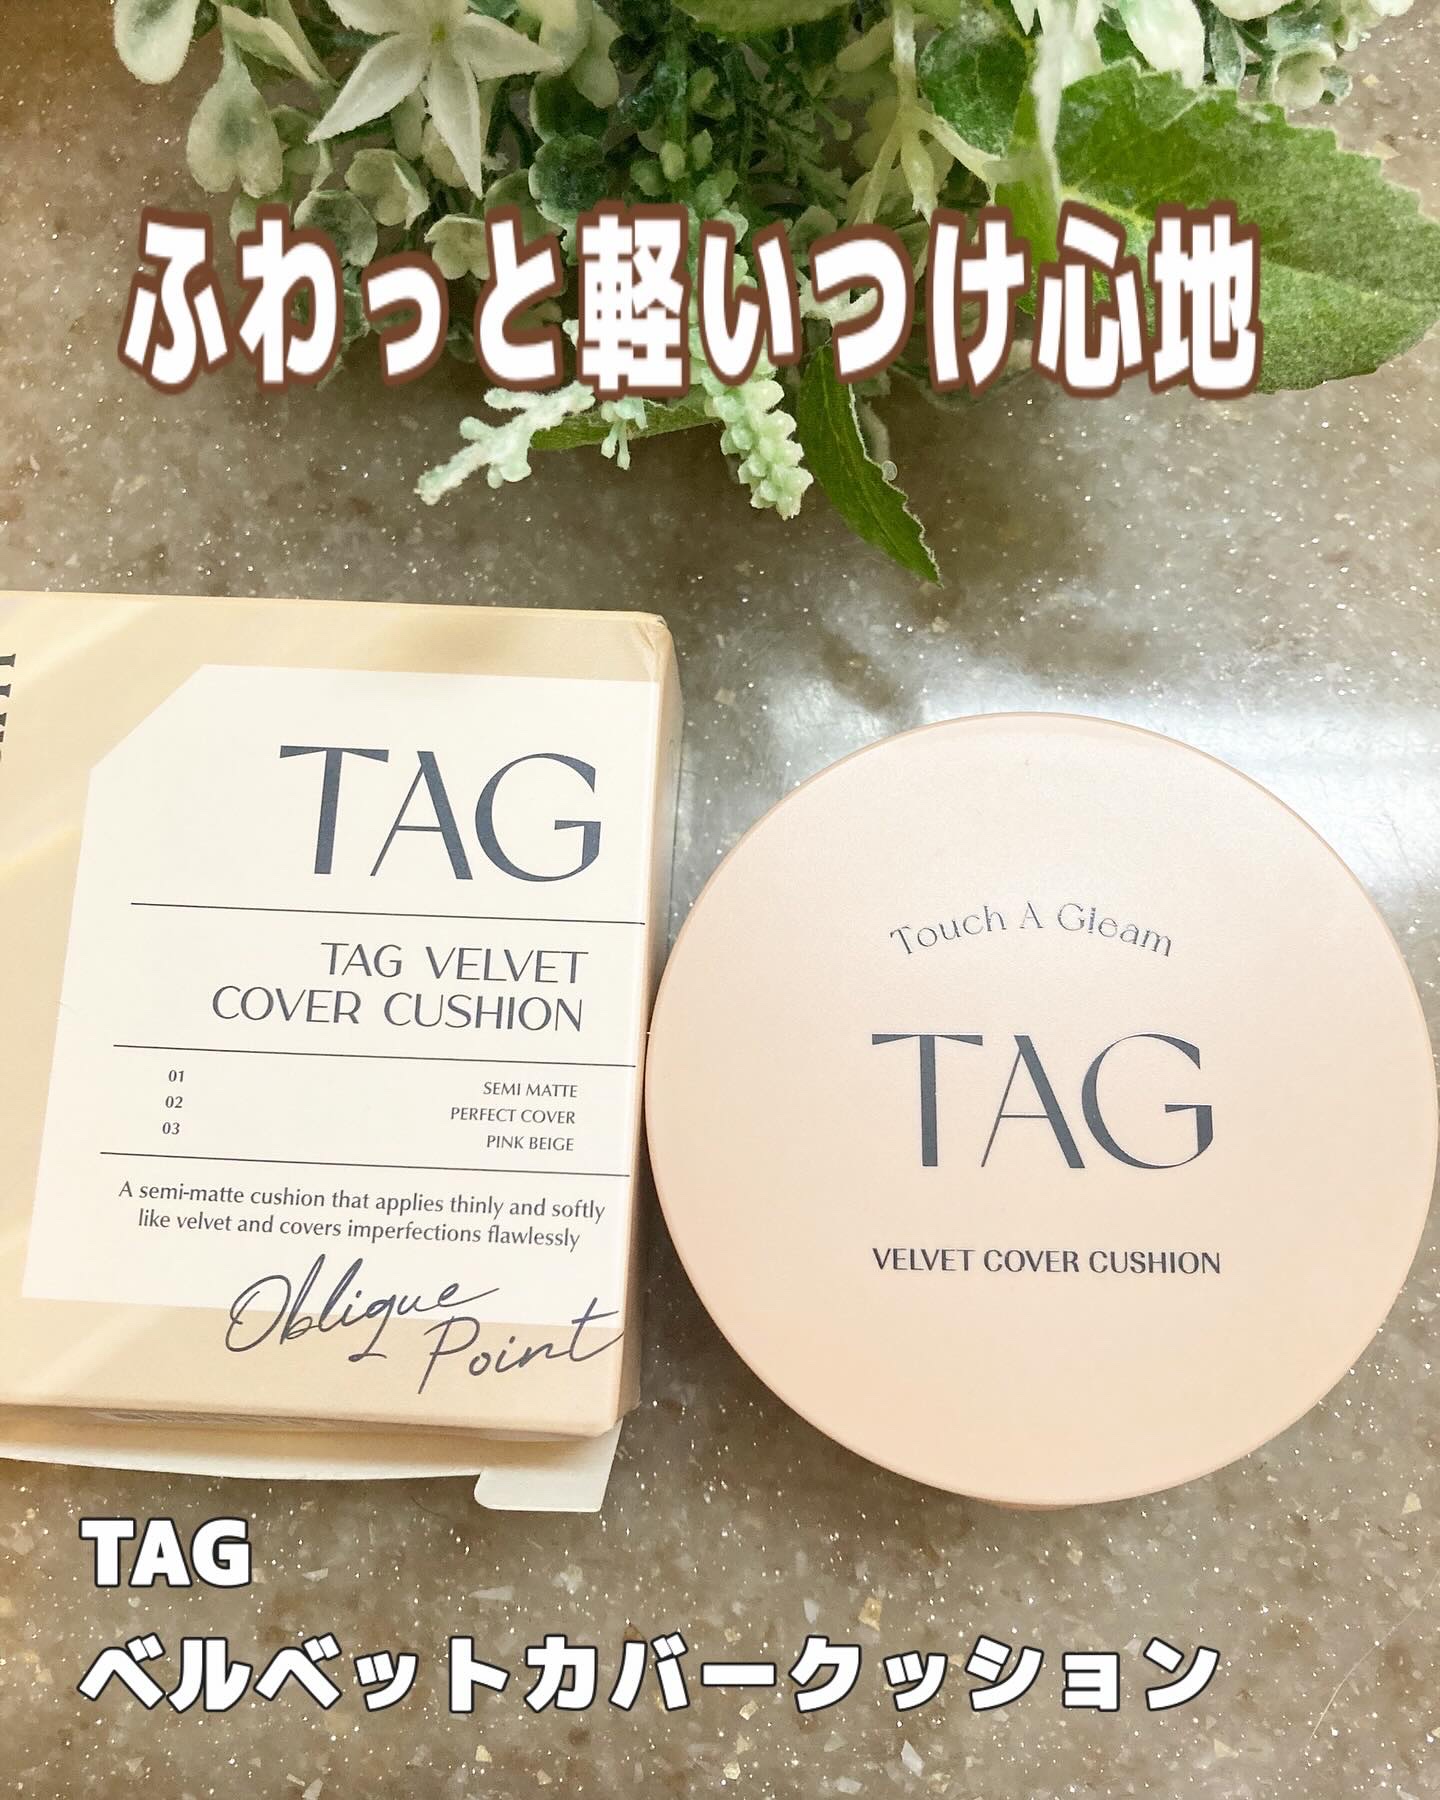 ふわっと軽いつけ心地
TAG
TAG VELVET
COVER CUSHION
01 SEMI MATTE
02 PERFECT COVER
03 PINK BEIGE
A semi-matte cushion that applies thinly and softly
like velvet and covers imperfections flawlessly
Oblique
Point
Touch A Gleam
TAG
VELVET COVER CUSHION
TAG
ベルベットカバークッション